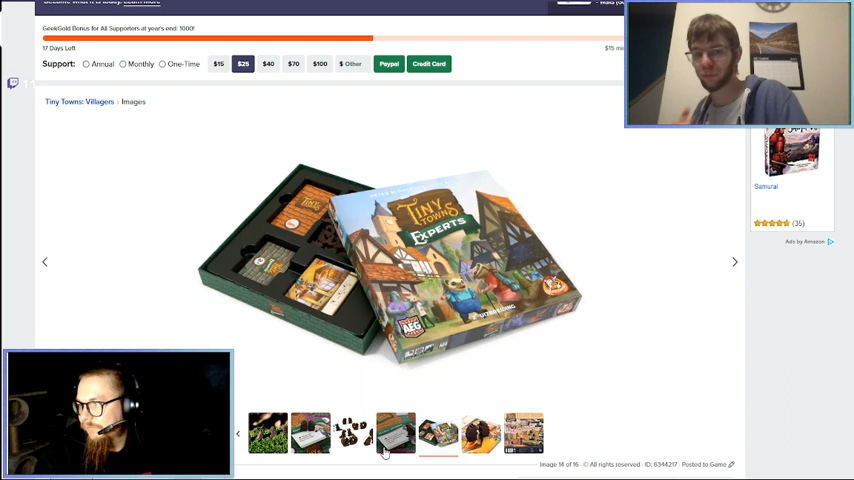 GeekGold Bonus for All Supporters at year's end: 1000!
17 Days Left
$15 mi
Support:
Annual
Monthly
One-Time
$15
$25
$40
$70
$100
$ Other
Paypal
Credit Card
Tiny Towns: Villagers › Images
TINY
TOWNS
EXPERTS
AEG
Samurai
(35)
Ads by Amazon
Image 14 of 16 · © All rights reserved · ID: 6344217 · Posted to Game